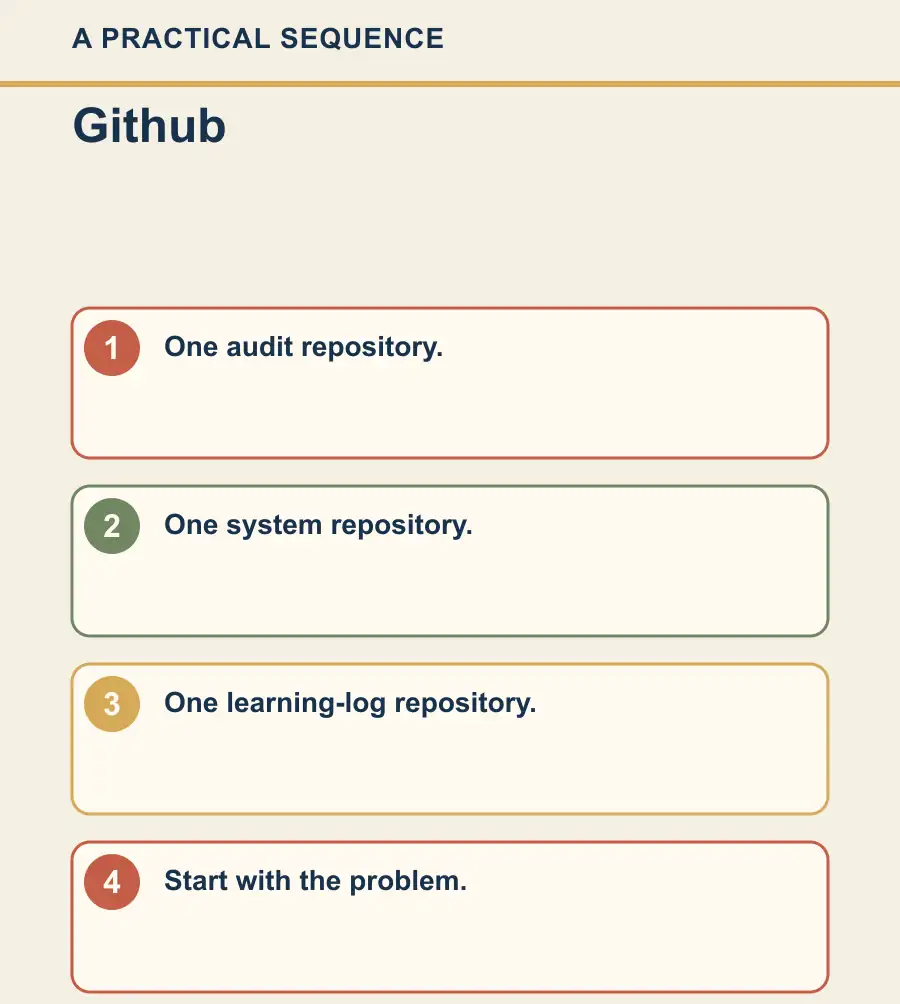 A PRACTICAL SEQUENCE
Github
1 One audit repository.
2 One system repository.
3 One learning-log repository.
4 Start with the problem.